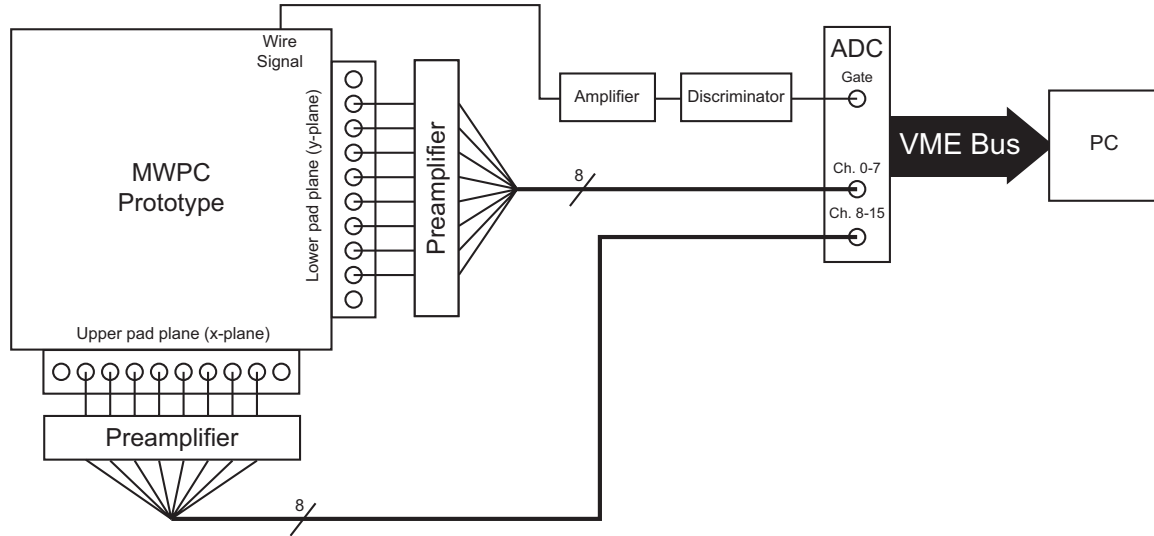 Wire
Signal
MWPC
Prototype
Lower pad plane (y-plane)
Upper pad plane (x-plane)
Preamplifier
Preamplifier
8
8
Amplifier
Discriminator
ADC
Gate
Ch. 0-7
Ch. 8-15
VME Bus
PC